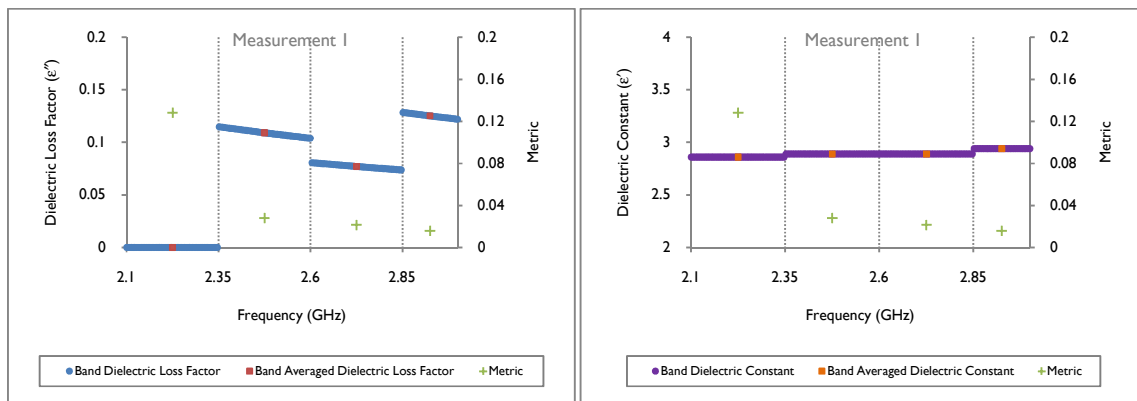 Measurement 1
Dielectric Loss Factor (ε″)
0.2
0.15
0.1
0.05
0
0.2
0.16
0.12
0.08
0.04
0
Metric
2.1 2.35 2.6 2.85
Frequency (GHz)
Band Dielectric Loss Factor Band Averaged Dielectric Loss Factor Metric
Measurement 1
Dielectric Constant (ε′)
4
3.5
3
2.5
2
0.2
0.16
0.12
0.08
0.04
0
Metric
2.1 2.35 2.6 2.85
Frequency (GHz)
Band Dielectric Constant Band Averaged Dielectric Constant Metric